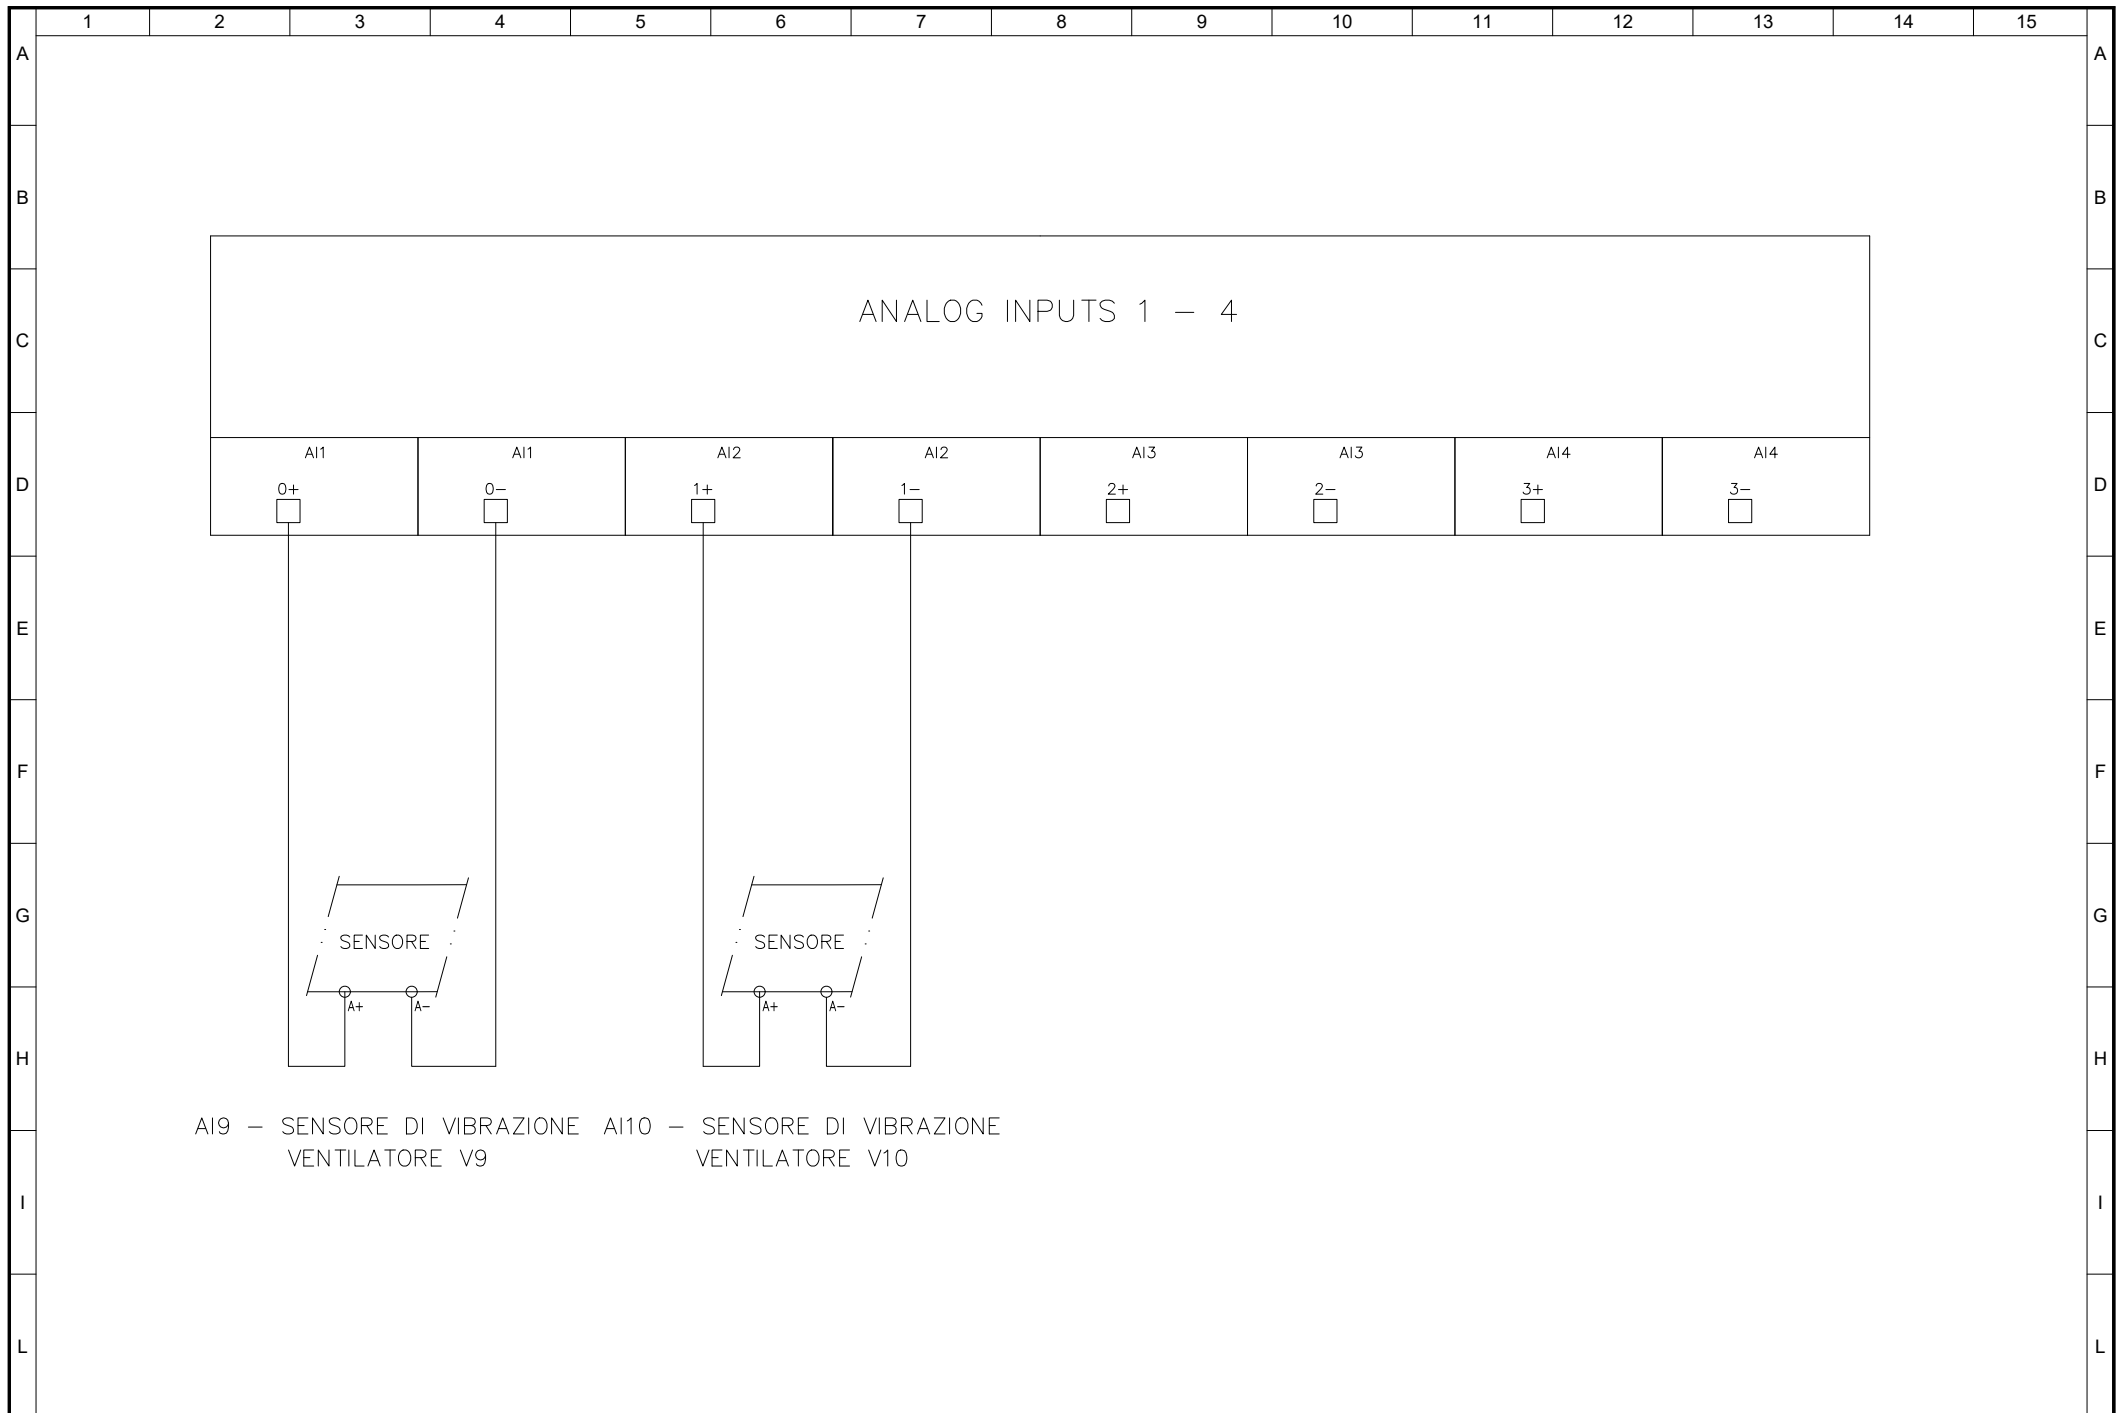 1 2 3 4 5 6 7 8 9 10 11 12 13 14 15
A A
B B
ANALOG INPUTS 1 – 4
C C
AI1 AI1 AI2 AI2 AI3 AI3 AI4 AI4
D 0+ 0– 1+ 1– 2+ 2– 3+ 3– D
E E
F F
G G
SENSORE SENSORE
A+ A– A+ A–
H H
AI9 – SENSORE DI VIBRAZIONE AI10 – SENSORE DI VIBRAZIONE
VENTILATORE V9 VENTILATORE V10
I I
L L